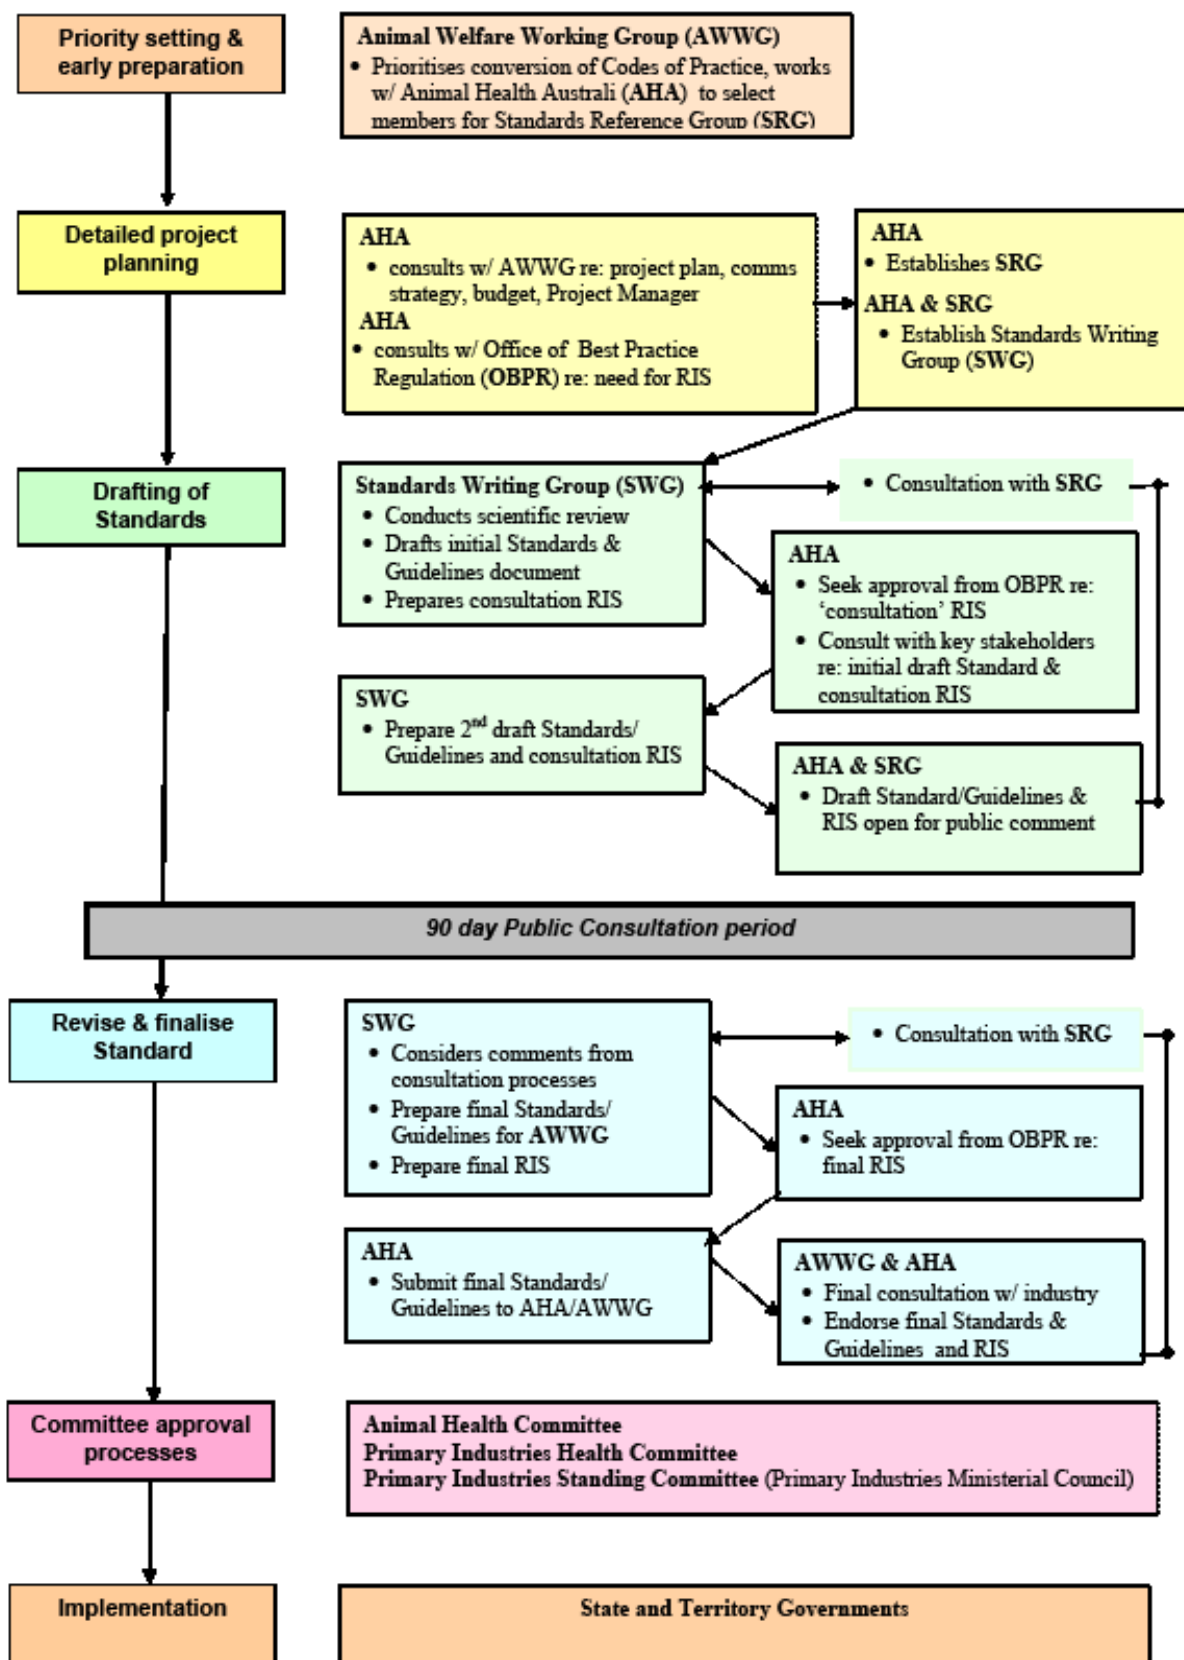 Priority setting &
early preparation
Animal Welfare Working Group (AWWG)
• Prioritises conversion of Codes of Practice, works
w/ Animal Health Australi (AHA) to select
members for Standards Reference Group (SRG)
Detailed project
planning
AHA
• consults w/ AWWG re: project plan, comms
strategy, budget, Project Manager
AHA
• consults w/ Office of Best Practice
Regulation (OBPR) re: need for RIS
AHA
• Establishes SRG
AHA & SRG
• Establish Standards Writing
Group (SWG)
Drafting of
Standards
Standards Writing Group (SWG)
• Conducts scientific review
• Drafts initial Standards &
Guidelines document
• Prepares consultation RIS
• Consultation with SRG
AHA
• Seek approval from OBPR re:
‘consultation’ RIS
• Consult with key stakeholders
re: initial draft Standard &
consultation RIS
SWG
• Prepare 2nd draft Standards/
Guidelines and consultation RIS
AHA & SRG
• Draft Standard/Guidelines &
RIS open for public comment
90 day Public Consultation period
Revise & finalise
Standard
SWG
• Considers comments from
consultation processes
• Prepare final Standards/
Guidelines for AWWG
• Prepare final RIS
• Consultation with SRG
AHA
• Seek approval from OBPR re:
final RIS
AHA
• Submit final Standards/
Guidelines to AHA/AWWG
AWWG & AHA
• Final consultation w/ industry
• Endorse final Standards &
Guidelines and RIS
Committee approval
processes
Animal Health Committee
Primary Industries Health Committee
Primary Industries Standing Committee (Primary Industries Ministerial Council)
Implementation
State and Territory Governments